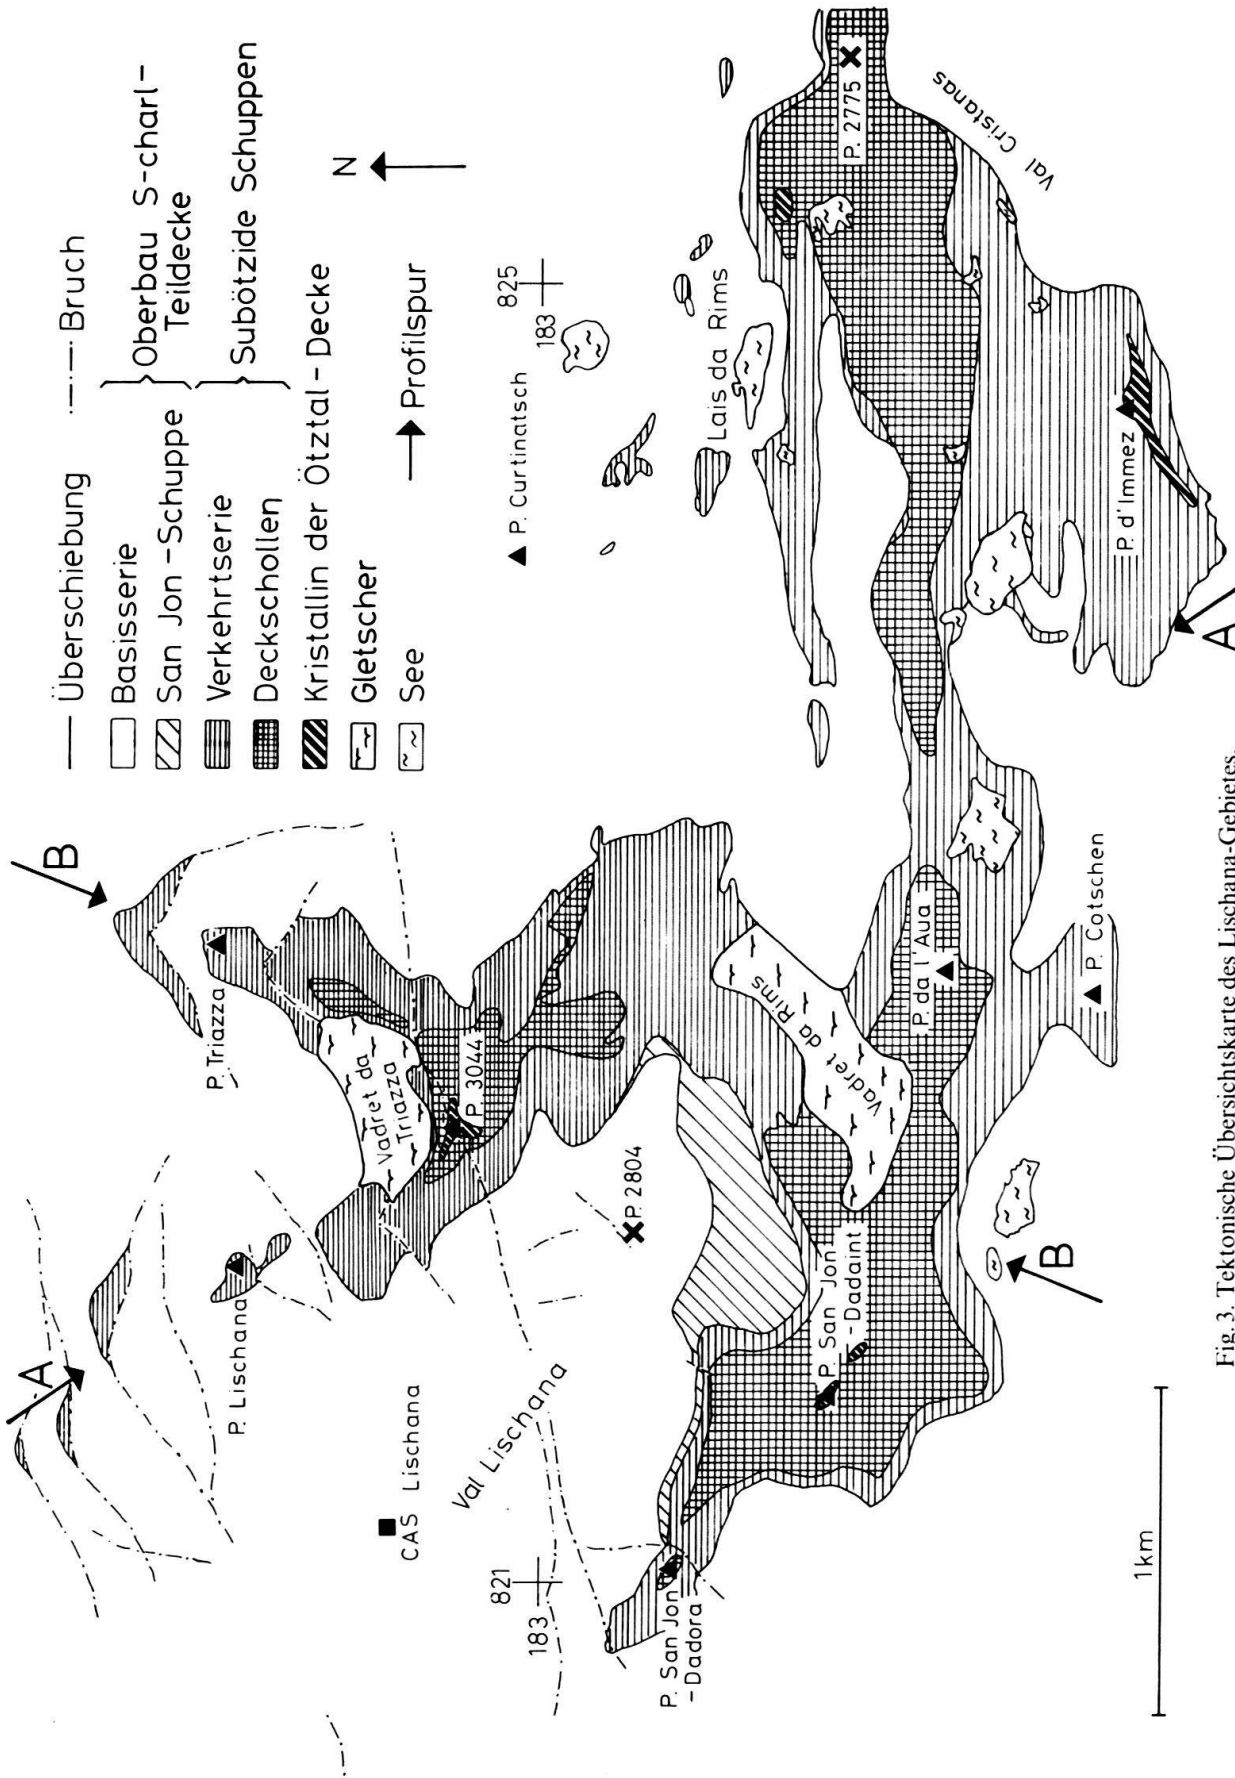 — Überschiebung
—·—·— Bruch
Basisserie
San Jon-Schuppe
Oberbau S-charl-
Teildecke
Verkehrtserie
Deckschollen
Subötzide Schuppen
Kristallin der Ötztal-Decke
Gletscher
See
Profilspur
N
A
B
P. Triazza
P. Lischana
Vadret da
Triazza
P. 3044
CAS Lischana
Val Lischana
P. 2804
821
183
825
183
P. Curtinatsch
Lais da Rims
P. 2775
Val Cristanas
P. San Jon
-Dadora
P. San Jon
-Dadaint
Vadret da Rims
P. da l'Aua
P. Cotschen
P. d'Immez
B
A
1km
Fig. 3. Tektonische Übersichtskarte des Lischana-Gebietes.